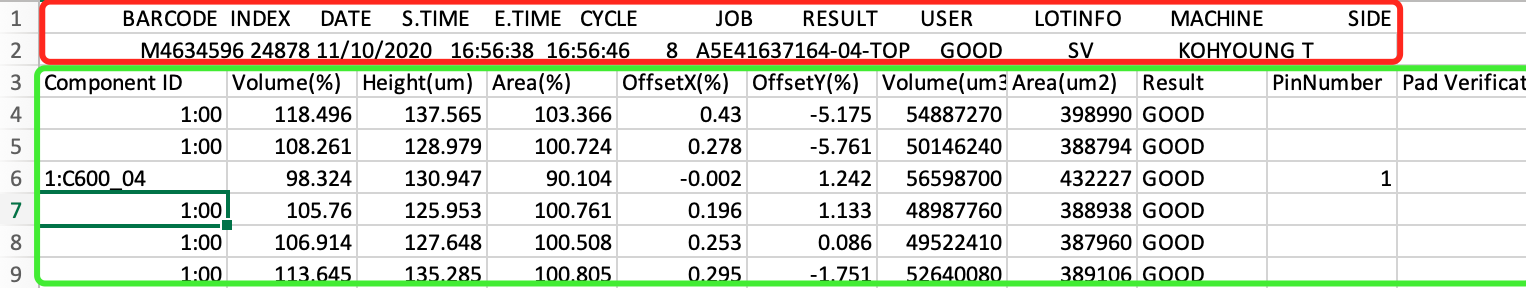 1 BARCODE INDEX DATE S.TIME E.TIME CYCLE JOB RESULT USER LOTINFO MACHINE SIDE
2 M4634596 24878 11/10/2020 16:56:38 16:56:46 8 A5E41637164-04-TOP GOOD SV KOHYOUNG T
3 Component ID Volume(%) Height(um) Area(%) OffsetX(%) OffsetY(%) Volume(um3 Area(um2) Result PinNumber Pad Verificat
4 1:00 118.496 137.565 103.366 0.43 -5.175 54887270 398990 GOOD
5 1:00 108.261 128.979 100.724 0.278 -5.761 50146240 388794 GOOD
6 1:C600_04 98.324 130.947 90.104 -0.002 1.242 56598700 432227 GOOD 1
7 1:00 105.76 125.953 100.761 0.196 1.133 48987760 388938 GOOD
8 1:00 106.914 127.648 100.508 0.253 0.086 49522410 387960 GOOD
9 1:00 113.645 135.285 100.805 0.295 -1.751 52640080 389106 GOOD